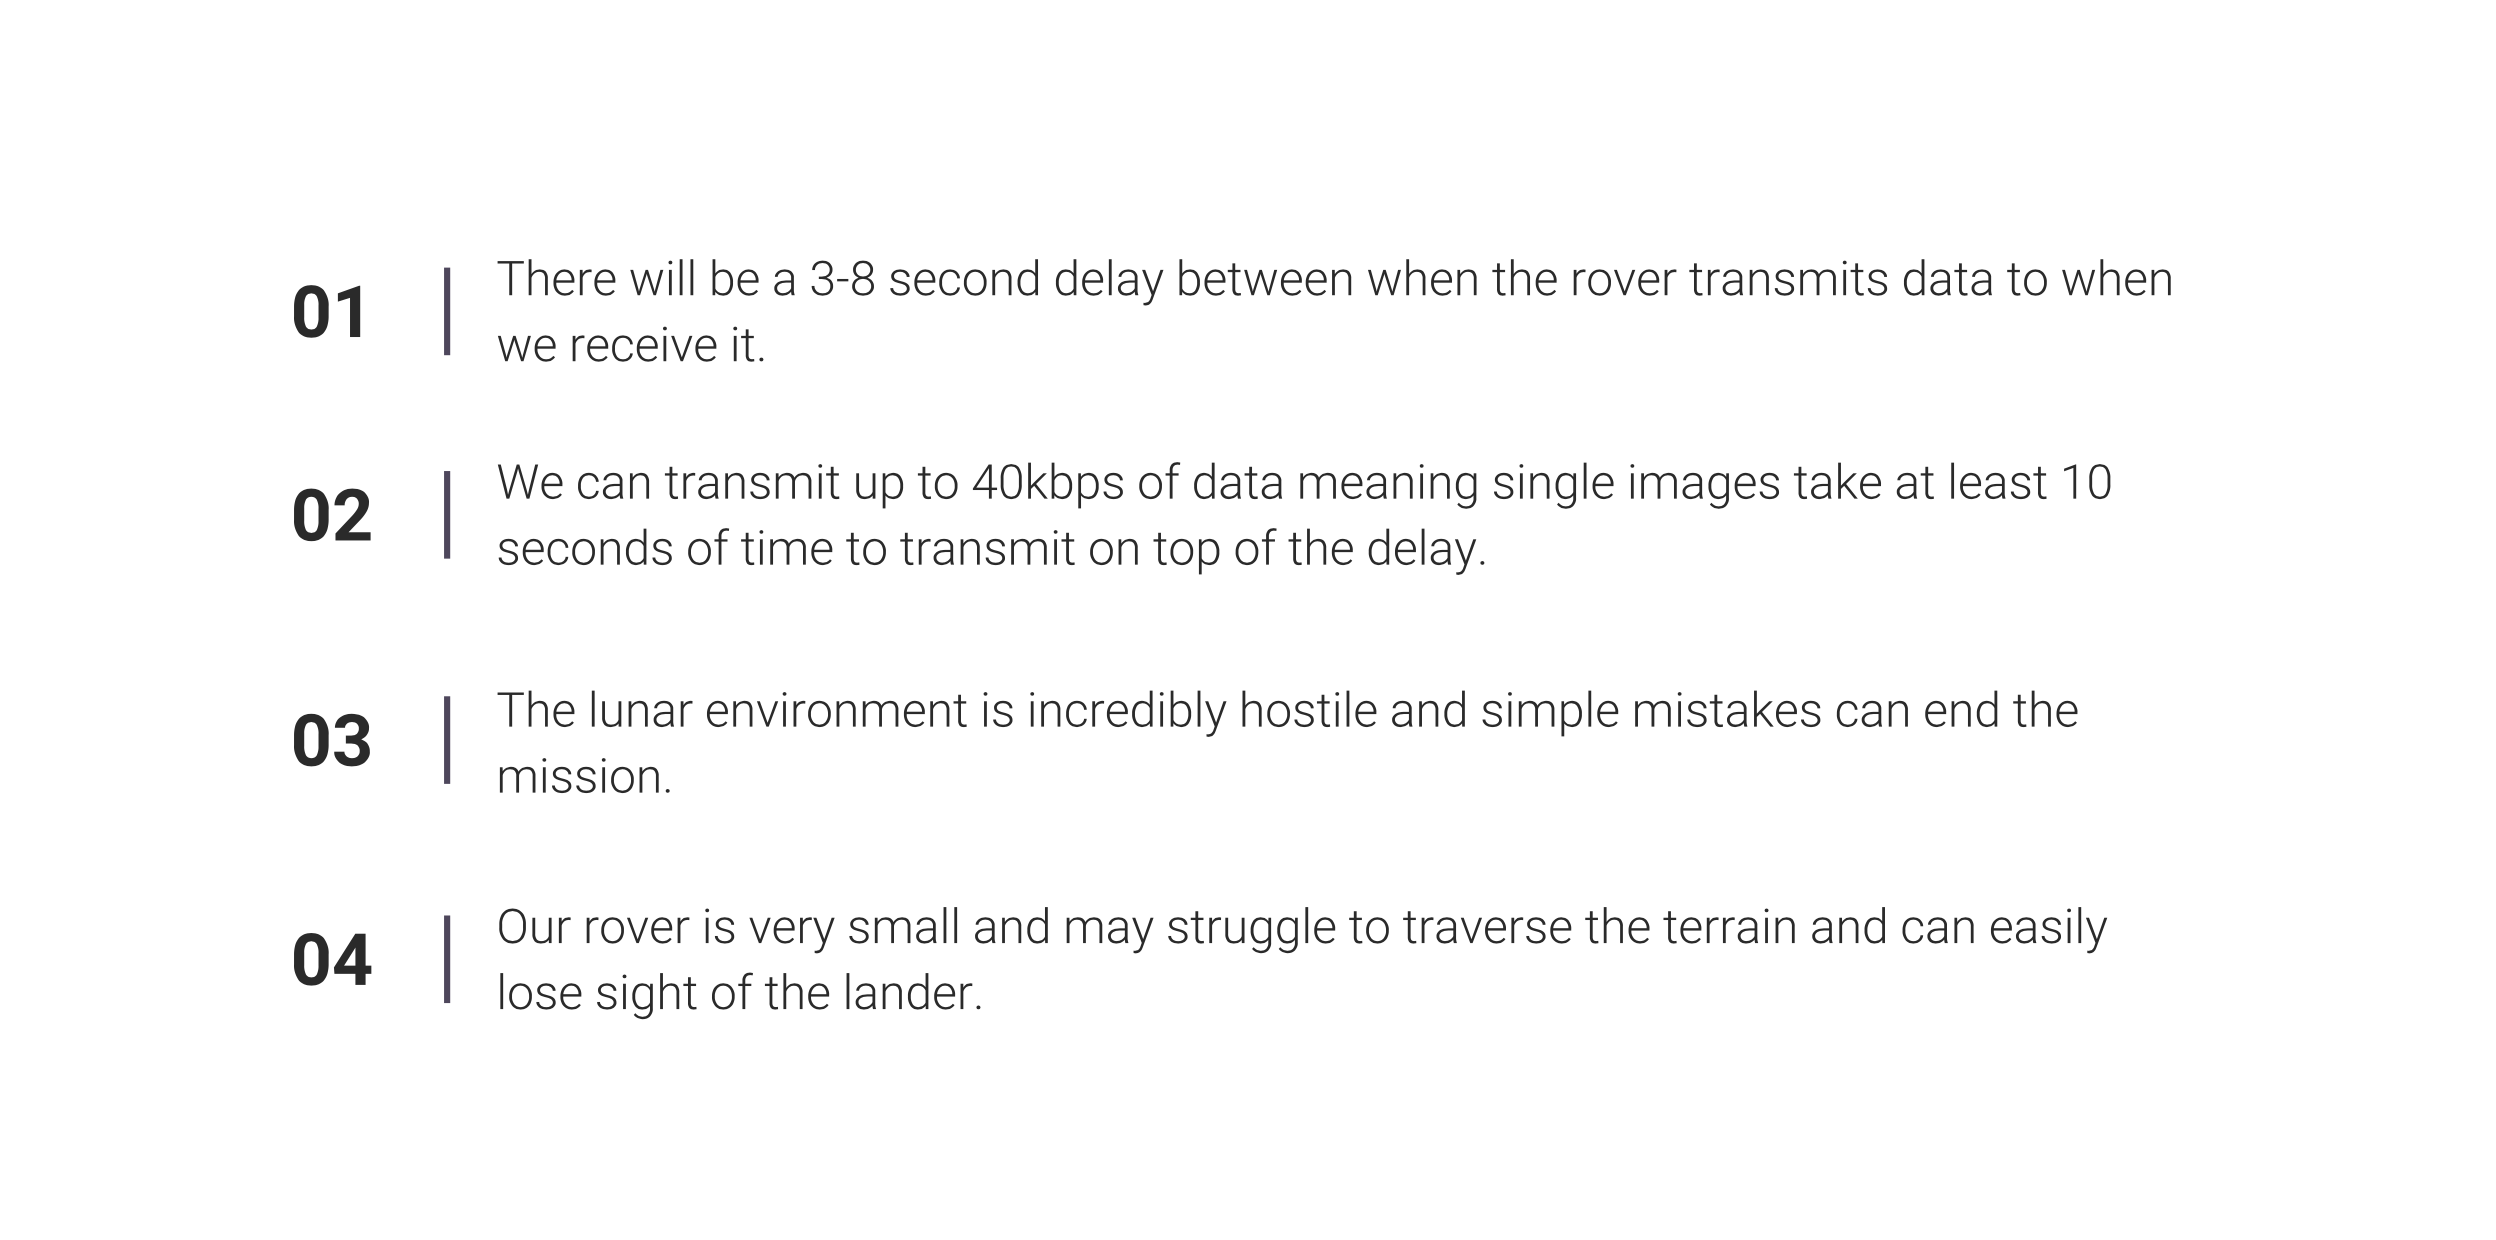 01
There will be a 3-8 second delay between when the rover transmits data to when
we receive it.
02
We can transmit up to 40kbps of data meaning single images take at least 10
seconds of time to transmit on top of the delay.
03
The lunar environment is incredibly hostile and simple mistakes can end the
mission.
04
Our rover is very small and may struggle to traverse the terrain and can easily
lose sight of the lander.